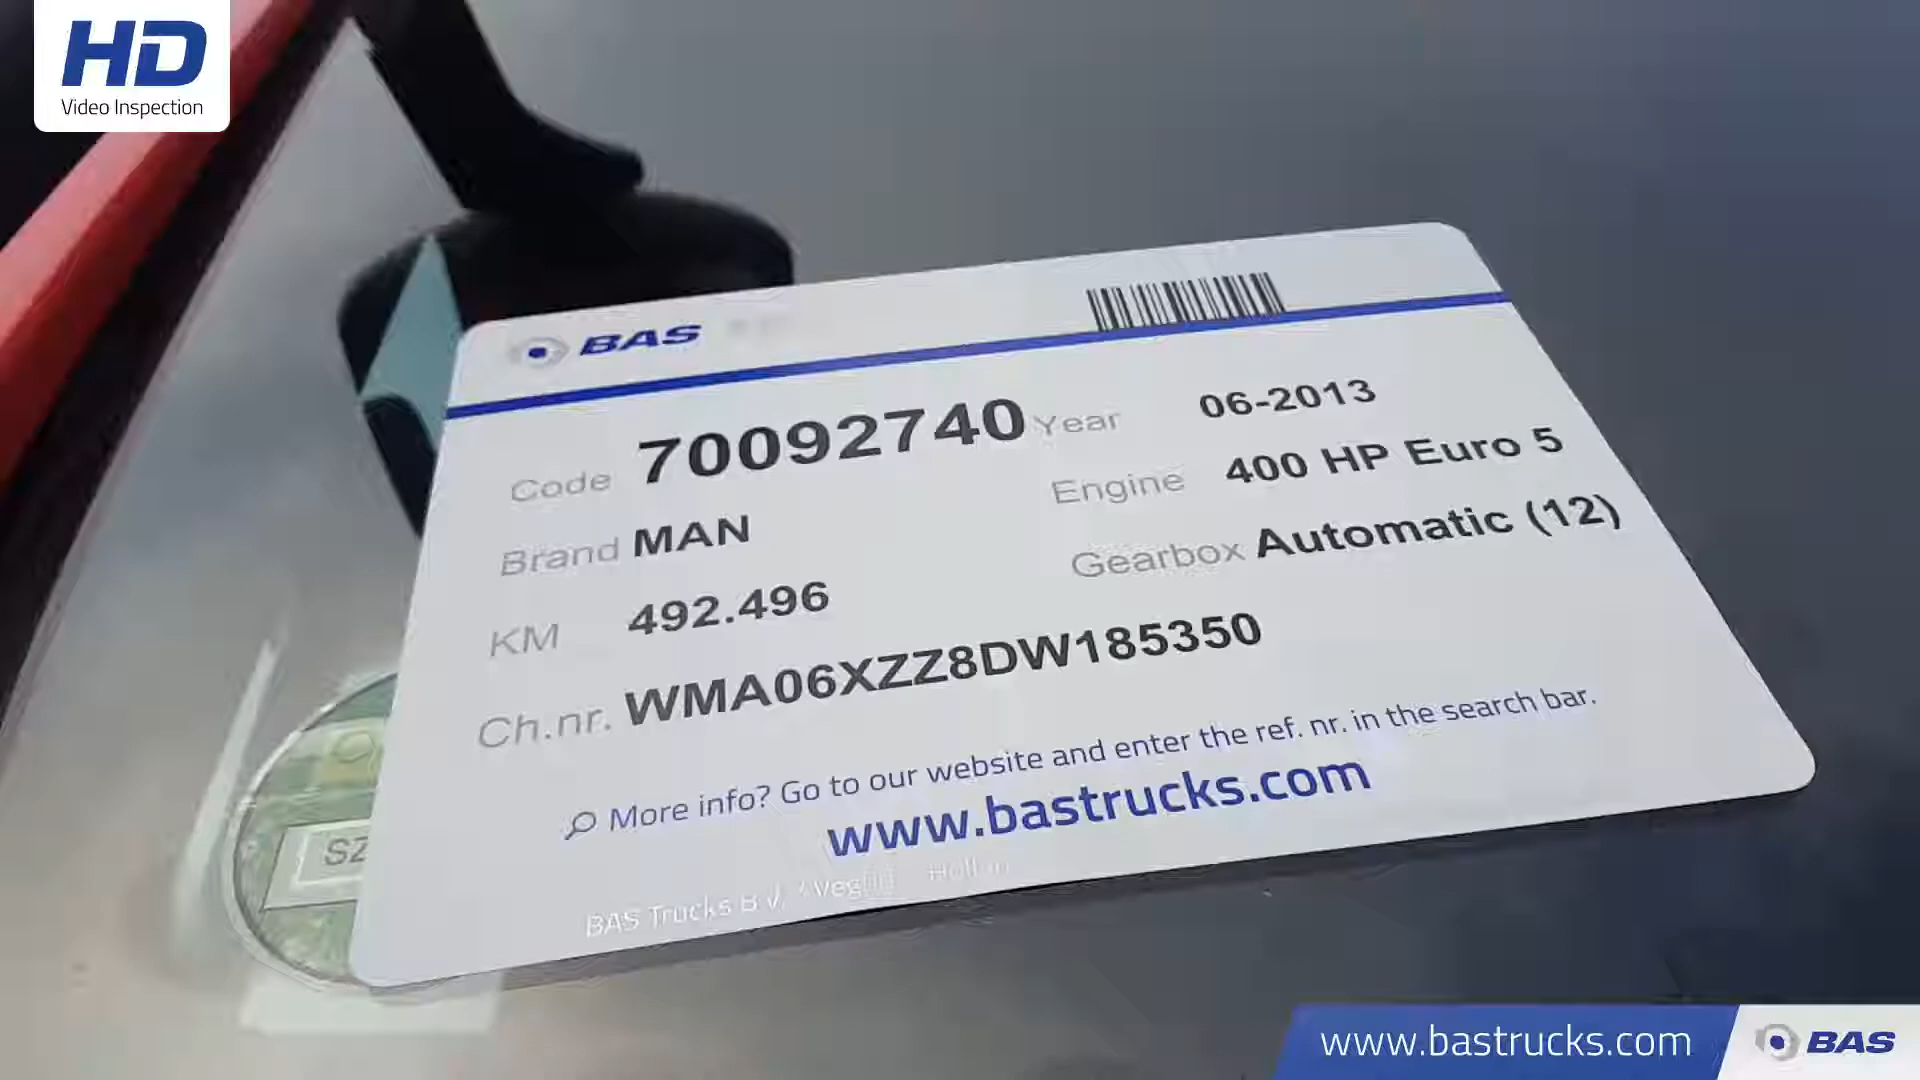 HD
Video Inspection
BAS
Code 70092740
Year 06-2013
Brand MAN
Engine 400 HP Euro 5
KM 492.496
Gearbox Automatic (12)
Ch.nr. WMA06XZZ8DW185350
More info? Go to our website and enter the ref. nr. in the search bar.
www.bastrucks.com
BAS Trucks B.V.
SZ
www.bastrucks.com
BAS